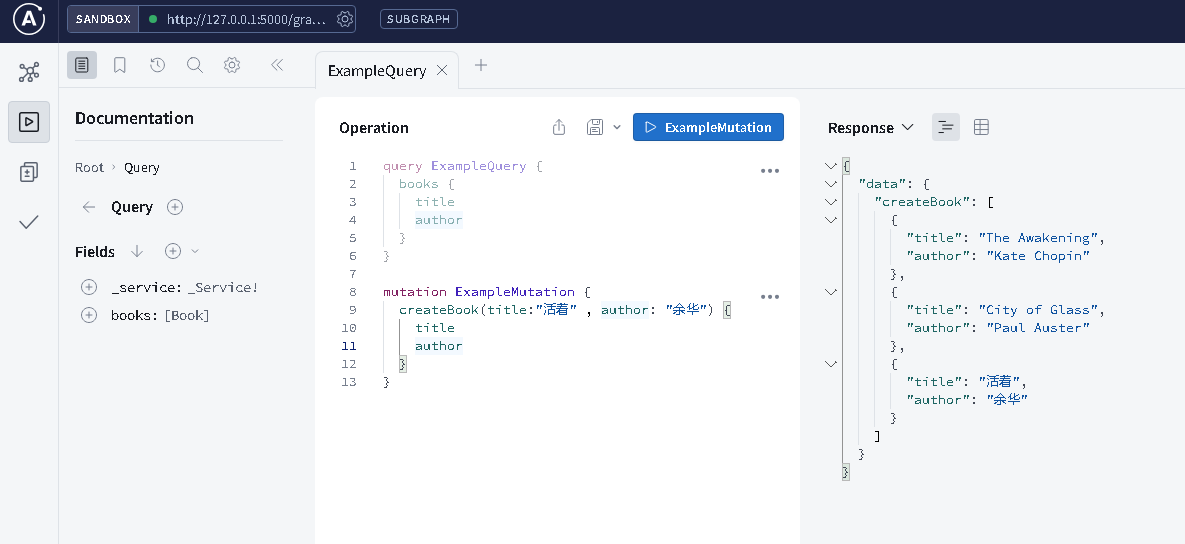 SANDBOX
http://127.0.0.1:5000/gra...
SUBGRAPH
ExampleQuery
Documentation
Root › Query
Query
Fields
_service: _Service!
books: [Book]
Operation
ExampleMutation
1 query ExampleQuery {
2 books {
3 title
4 author
5 }
6 }
7
8 mutation ExampleMutation {
9 createBook(title:"活着" , author: "余华") {
10 title
11 author
12 }
13 }
Response
{
"data": {
"createBook": [
{
"title": "The Awakening",
"author": "Kate Chopin"
},
{
"title": "City of Glass",
"author": "Paul Auster"
},
{
"title": "活着",
"author": "余华"
}
]
}
}